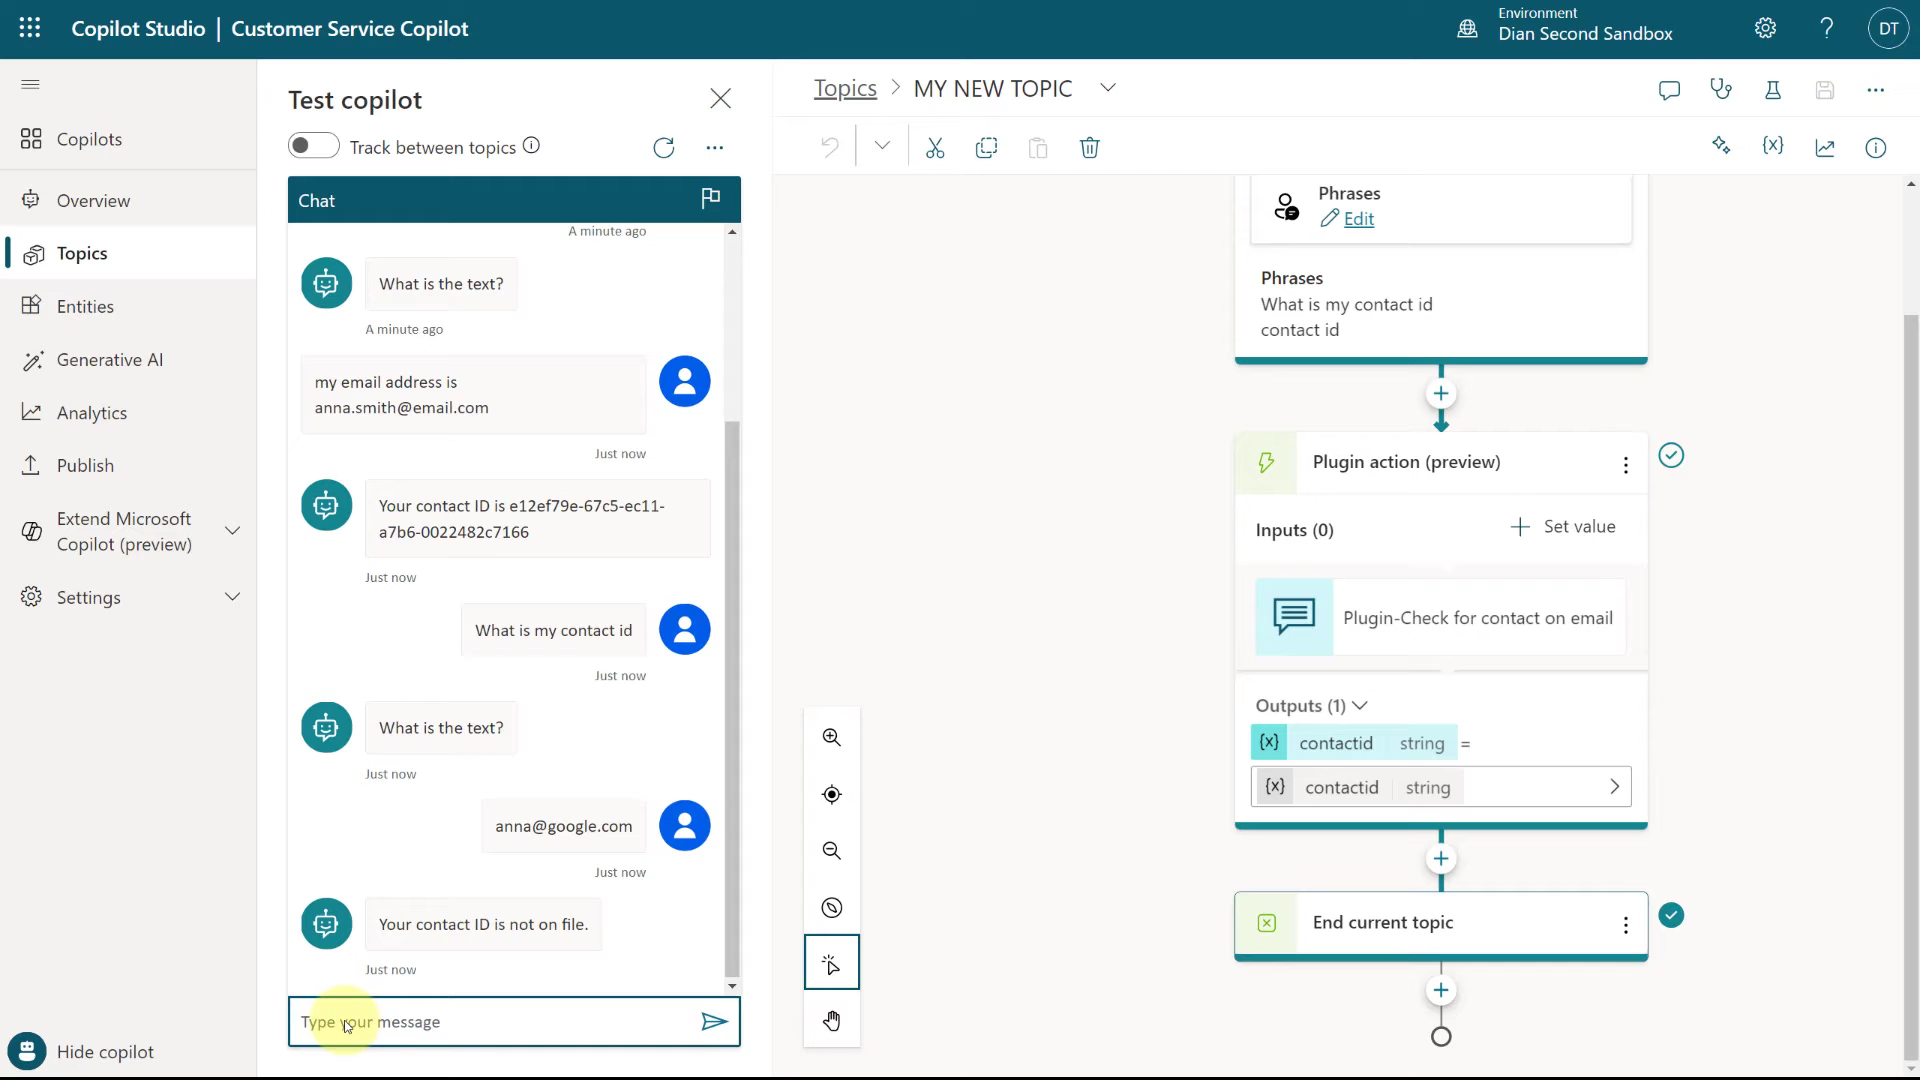 Copilot Studio | Customer Service Copilot
Environment
Dian Second Sandbox
DT
Copilots
Overview
Topics
Entities
Generative AI
Analytics
Publish
Extend Microsoft
Copilot (preview)
Settings
Hide copilot
Test copilot
Track between topics
Chat
A minute ago
What is the text?
A minute ago
my email address is
anna.smith@email.com
Just now
Your contact ID is e12ef79e-67c5-ec11-
a7b6-0022482c7166
Just now
What is my contact id
Just now
What is the text?
Just now
anna@google.com
Just now
Your contact ID is not on file.
Just now
Type your message
Topics > MY NEW TOPIC
{x}
Phrases
Edit
Phrases
What is my contact id
contact id
Plugin action (preview)
Inputs (0)
Set value
Plugin-Check for contact on email
Outputs (1)
{x} contactid string =
{x} contactid string
End current topic